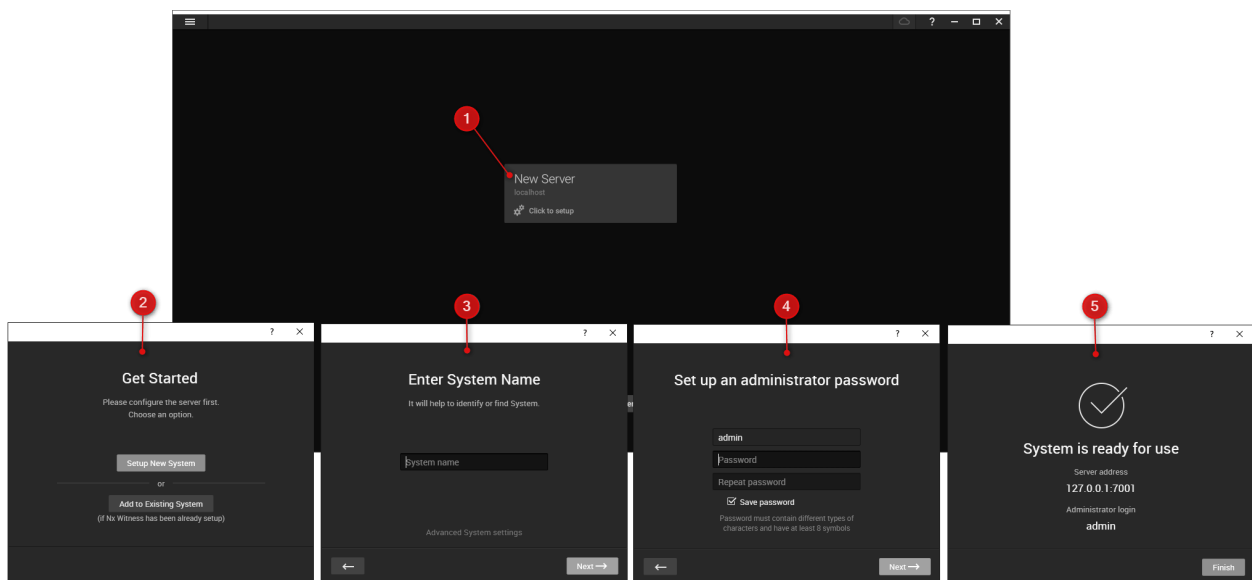 ?
1
New Server
localhost
Click to setup
2
?
Get Started
Please configure the server first.
Choose an option.
Setup New System
or
Add to Existing System
(if Nx Witness has been already setup)
3
?
Enter System Name
It will help to identify or find System.
System name
Advanced System settings
Next
4
?
Set up an administrator password
admin
Password
Repeat password
Save password
Password must contain different types of
characters and have at least 8 symbols
Next
5
?
System is ready for use
Server address
127.0.0.1:7001
Administrator login
admin
Finish